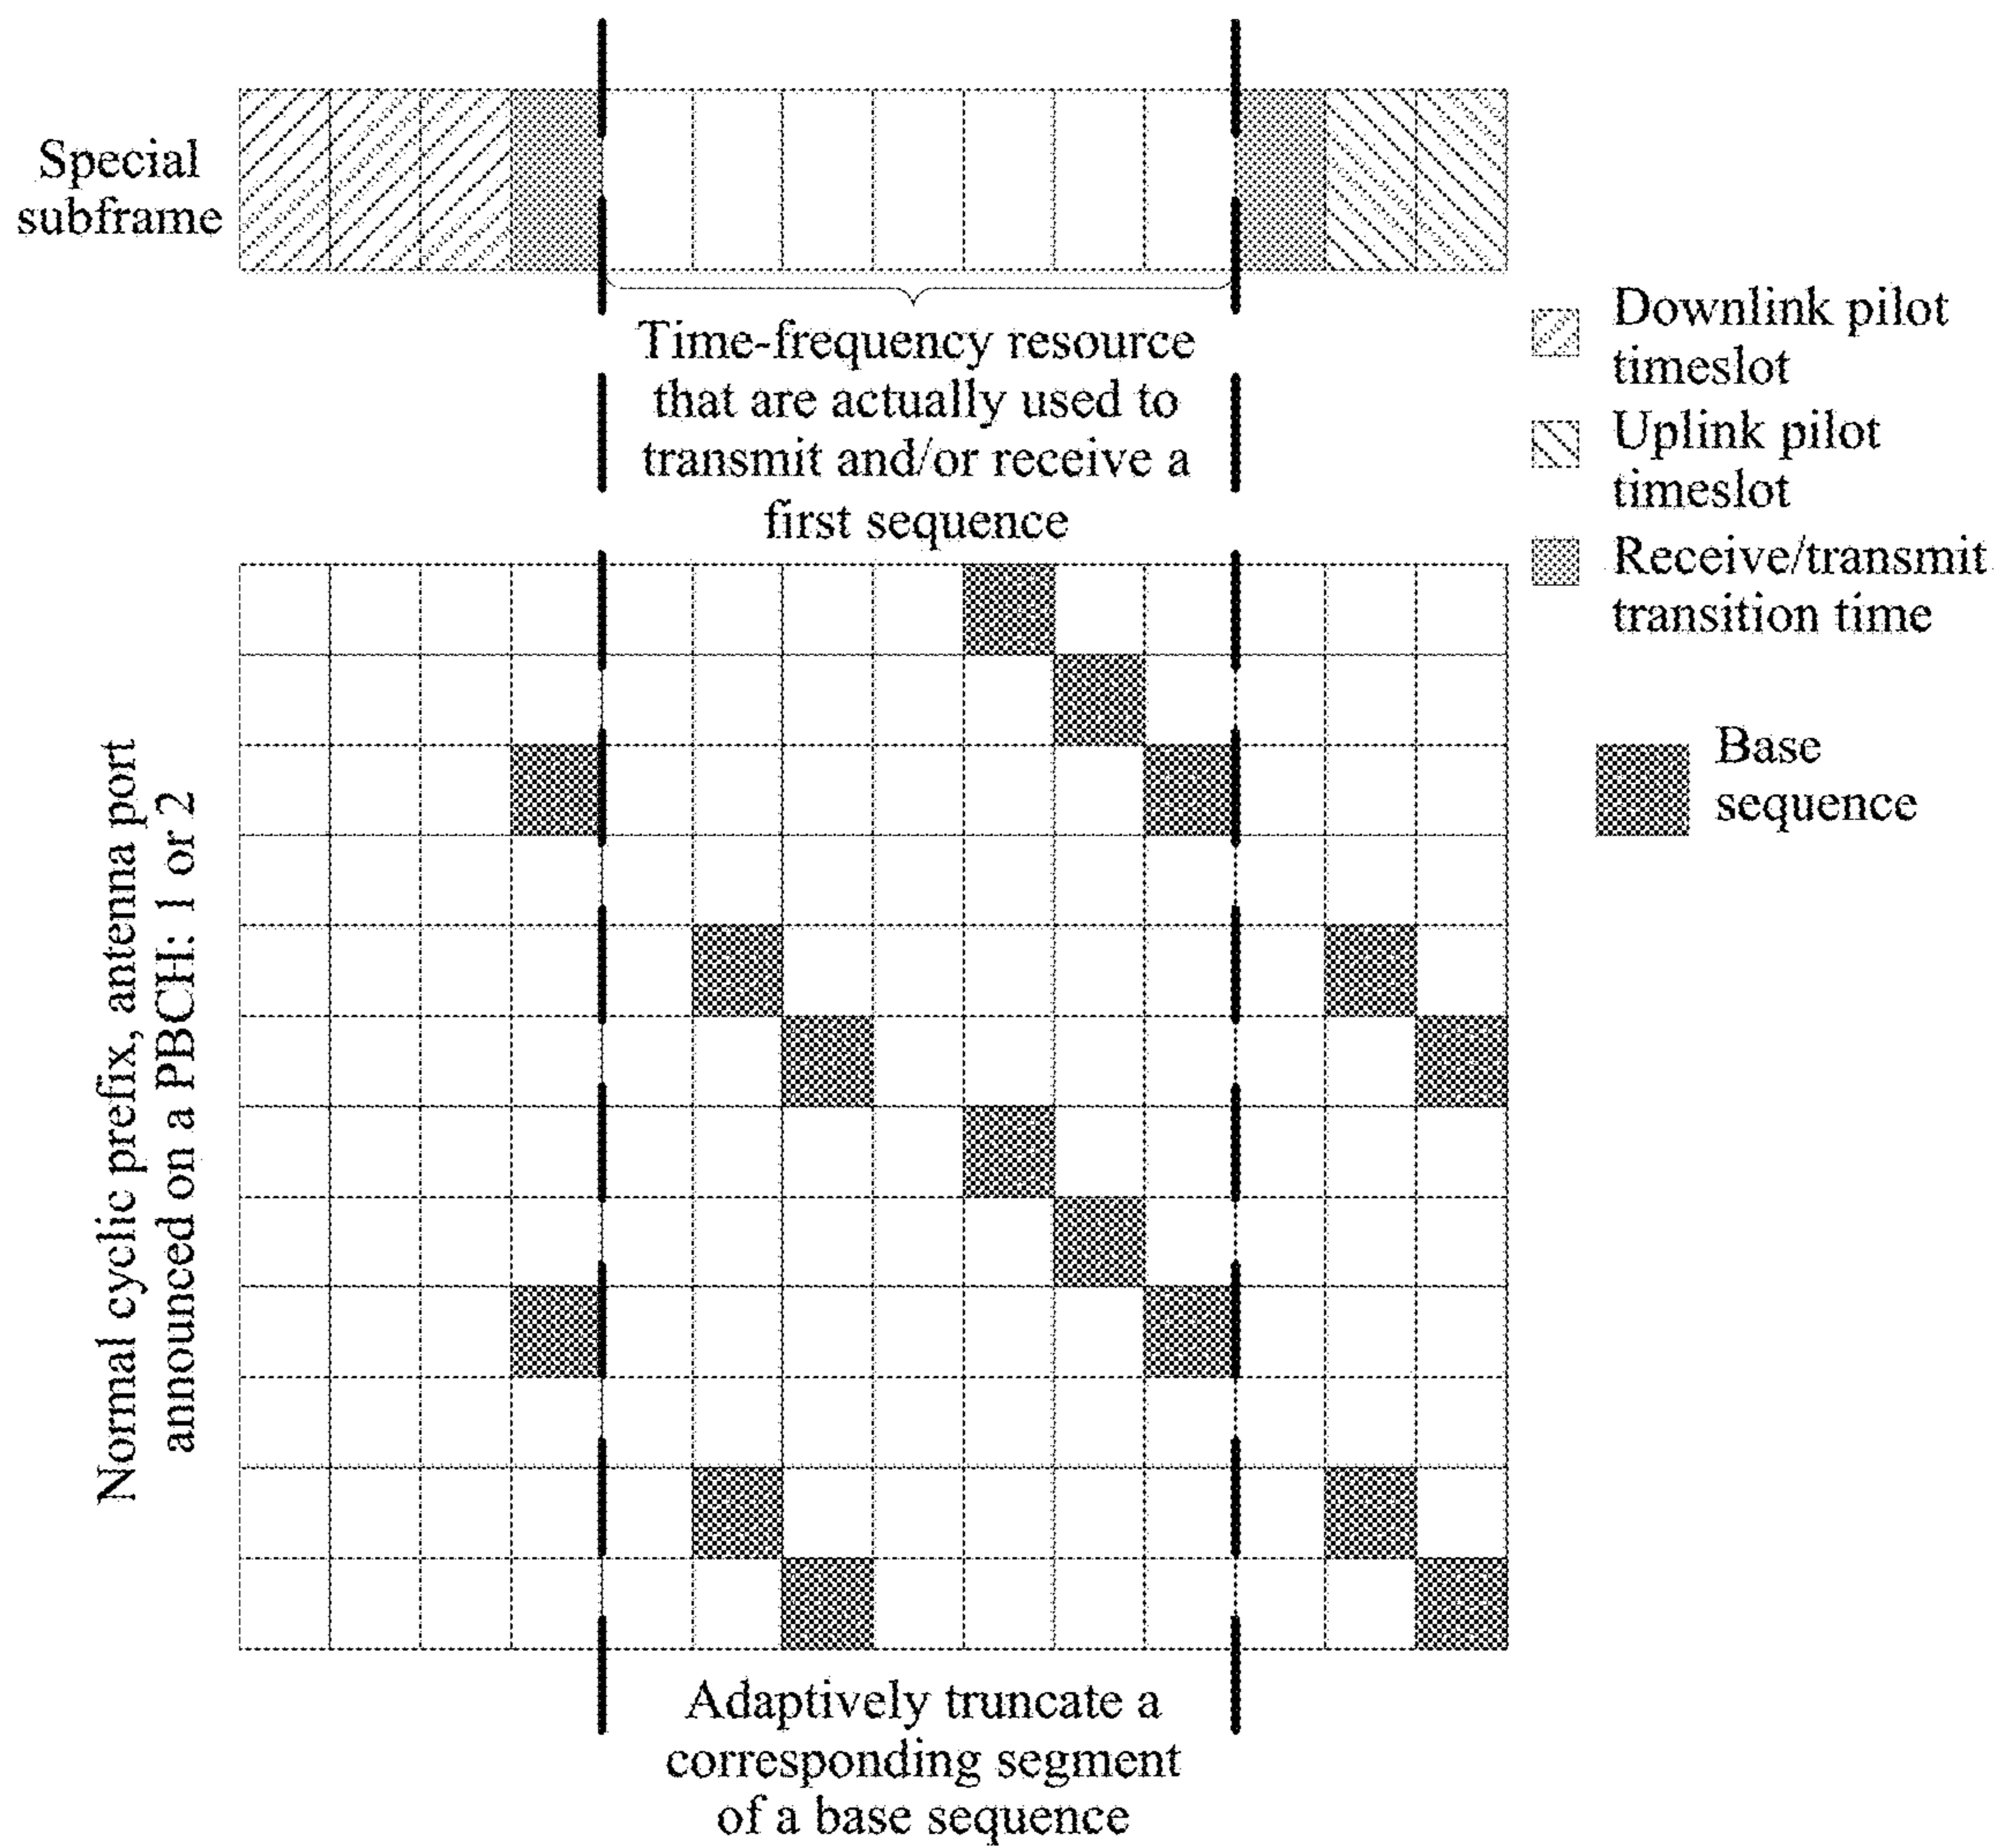 Special
subframe
Time-frequency resource
that are actually used to
transmit and/or receive a
first sequence
Downlink pilot
timeslot
Uplink pilot
timeslot
Receive/transmit
transition time
Base
sequence
Normal cyclic prefix, antenna port
announced on a PBCH: 1 or 2
Adaptively truncate a
corresponding segment
of a base sequence